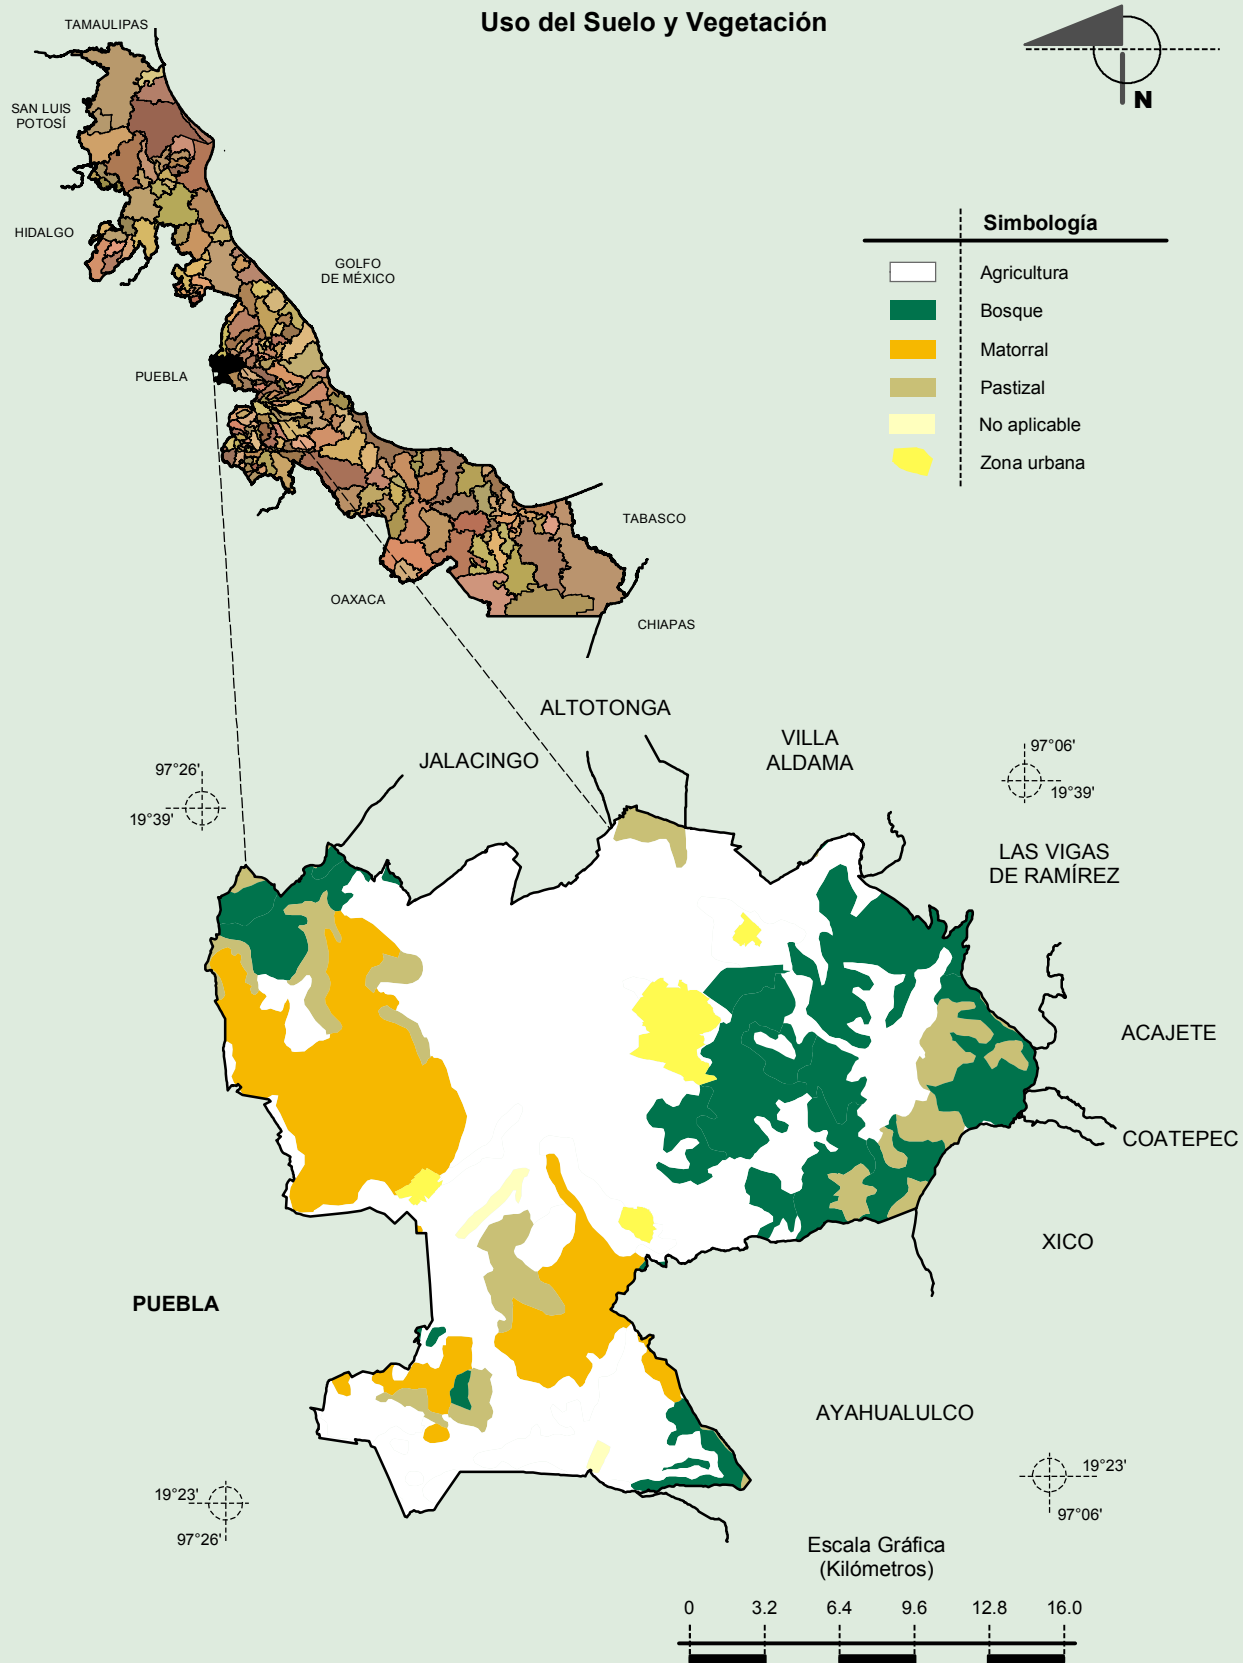 Uso del Suelo y Vegetación
N
TAMAULIPAS
SAN LUIS
POTOSÍ
HIDALGO
GOLFO
DE MÉXICO
PUEBLA
TABASCO
OAXACA
CHIAPAS
Simbología
Agricultura
Bosque
Matorral
Pastizal
No aplicable
Zona urbana
ALTOTONGA
JALACINGO
VILLA
ALDAMA
97°26'
19°39'
97°06'
19°39'
LAS VIGAS
DE RAMÍREZ
ACAJETE
COATEPEC
XICO
PUEBLA
AYAHUALULCO
19°23'
97°26'
19°23'
97°06'
Escala Gráfica
(Kilómetros)
0 3.2 6.4 9.6 12.8 16.0